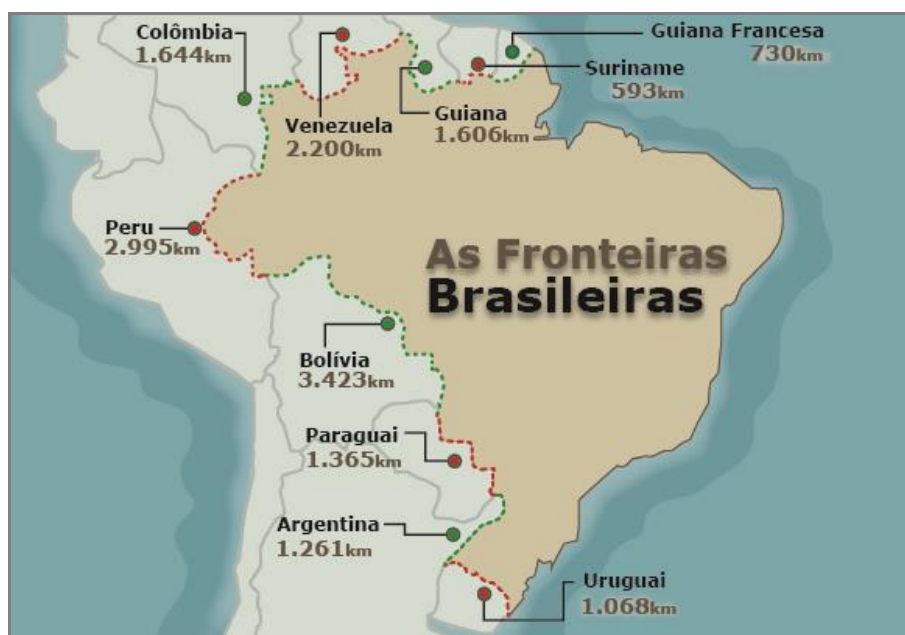 Colômbia
1.644km
Guiana Francesa
730km
Suriname
593km
Venezuela
2.200km
Guiana
1.606km
Peru
2.995km
As Fronteiras
Brasileiras
Bolívia
3.423km
Paraguai
1.365km
Argentina
1.261km
Uruguai
1.068km